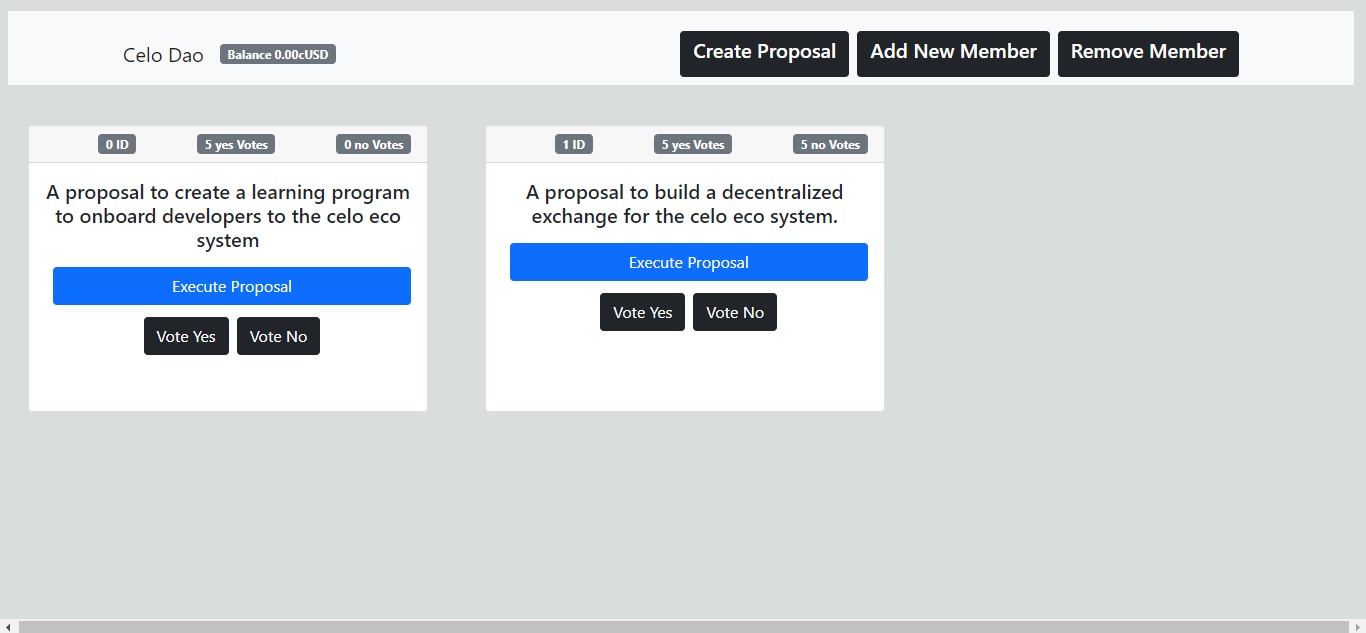 Celo Dao
Balance 0.00cUSD
Create Proposal
Add New Member
Remove Member
0 ID
5 yes Votes
0 no Votes
A proposal to create a learning program
to onboard developers to the celo eco
system
Execute Proposal
Vote Yes
Vote No
1 ID
5 yes Votes
5 no Votes
A proposal to build a decentralized
exchange for the celo eco system.
Execute Proposal
Vote Yes
Vote No